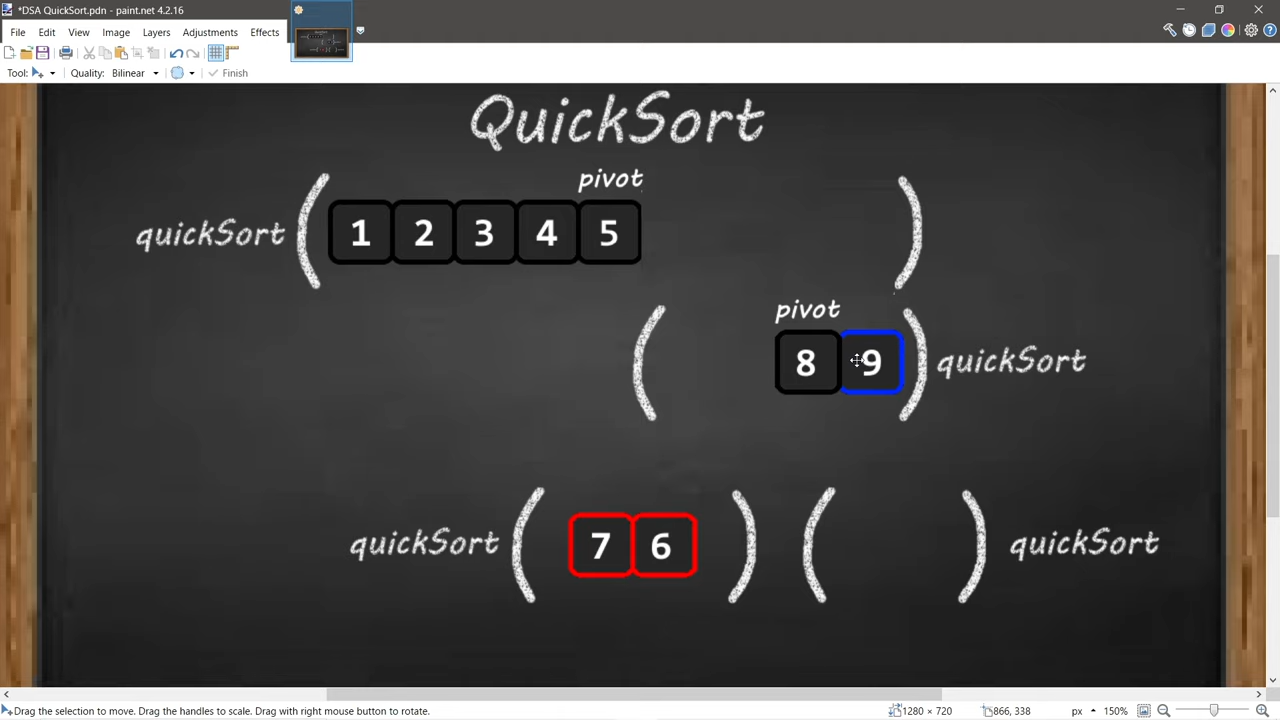 *DSA QuickSort.pdn - paint.net 4.2.16
File Edit View Image Layers Adjustments Effects
Tool: Quality: Bilinear Finish
QuickSort
pivot
quickSort ( 1 2 3 4 5 )
pivot
( 8 9 ) quickSort
quickSort ( 7 6 ) ( ) quickSort
Drag the selection to move. Drag the handles to scale. Drag with right mouse button to rotate. 1280 × 720 866, 338 px 150%